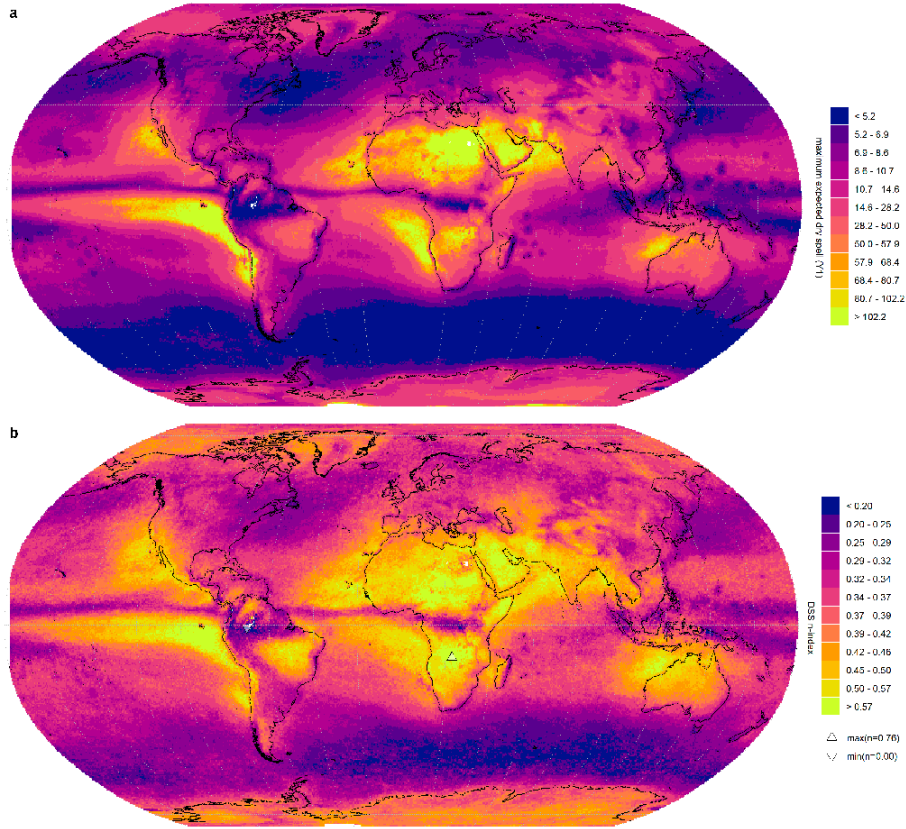 a
< 5.2
5.2 - 6.9
6.9 - 8.6
8.6 - 10.7
10.7 - 14.6
14.6 - 28.2
28.2 - 50.0
50.0 - 57.9
57.9 - 68.4
68.4 - 80.7
80.7 - 102.2
> 102.2
maximum expected dry spell (Y1)
b
< 0.20
0.20 - 0.25
0.25 - 0.29
0.29 - 0.32
0.32 - 0.34
0.34 - 0.37
0.37 - 0.39
0.39 - 0.42
0.42 - 0.46
0.45 - 0.50
0.50 - 0.57
> 0.57
DSS n-index
max(n=0.76)
min(n=0.00)